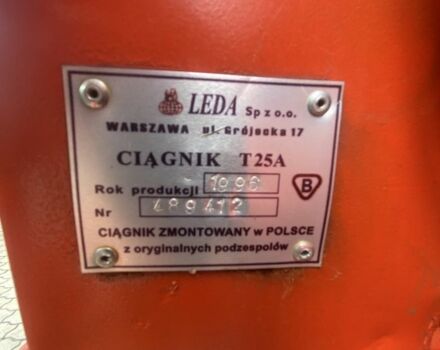 LEDA Sp z o.o.
WARSZAWA ul. Grójecka 17
CIĄGNIK T25A
Rok produkcji 1996
Nr 489412
B
CIĄGNIK ZMONTOWANY w POLSCE
z oryginalnych podzespołów